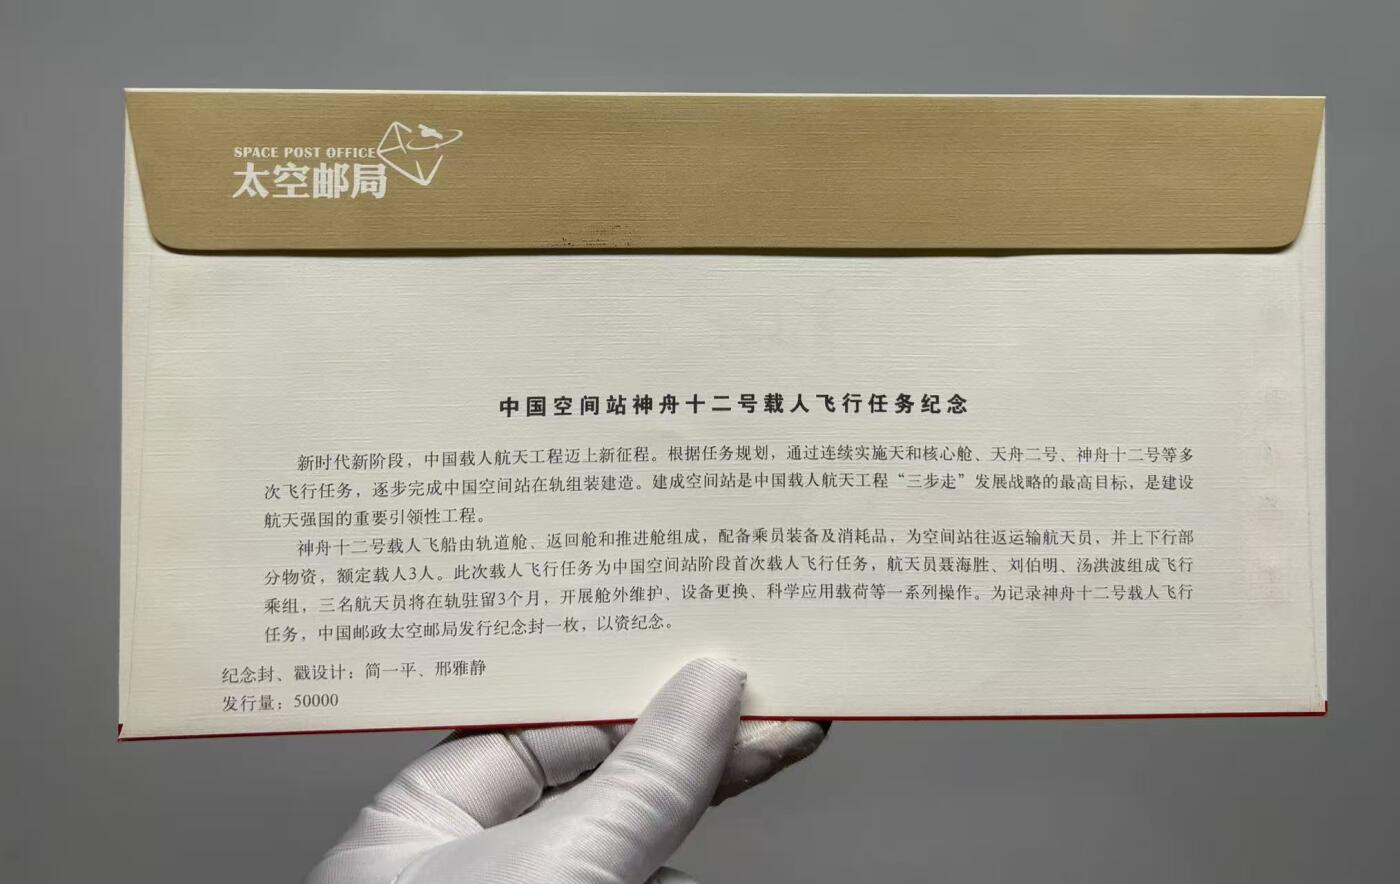 SPACE POST OFFICE
太空邮局
中国空间站神舟十二号载人飞行任务纪念
新时代新阶段，中国载人航天工程迈上新征程。根据任务规划，通过连续实施天和核心舱、天舟二号、神舟十二号等多
次飞行任务，逐步完成中国空间站在轨组装建造。建成空间站是中国载人航天工程“三步走”发展战略的最高目标，是建设
航天强国的重要引领性工程。
神舟十二号载人飞船由轨道舱、返回舱和推进舱组成，配备乘员装备及消耗品，为空间站往返运输航天员，并上下行部
分物资，额定载人3人。此次载人飞行任务为中国空间站阶段首次载人飞行任务，航天员聂海胜、刘伯明、汤洪波组成飞行
乘组，三名航天员将在轨驻留3个月，开展舱外维护、设备更换、科学应用载荷等一系列操作。为记录神舟十二号载人飞行
任务，中国邮政太空邮局发行纪念封一枚，以资纪念。
纪念封、戳设计：简一平、邢雅静
发行量：50000